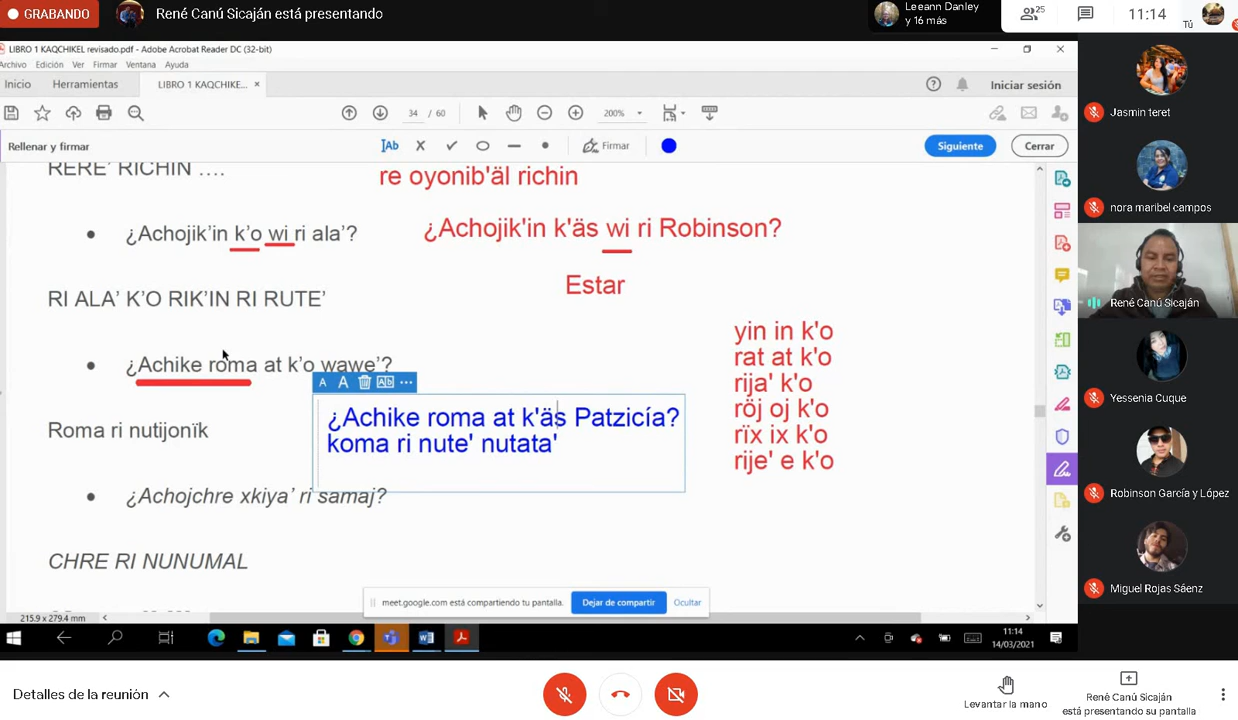 GRABANDO
René Canú Sicaján está presentando
Leeann Danley
y 16 más
25
11:14
Tú
LIBRO 1 KAQCHIKEL revisado.pdf - Adobe Acrobat Reader DC (32-bit)
Archivo Edición Ver Firmar Ventana Ayuda
Inicio Herramientas LIBRO 1 KAQCHIKE... × Iniciar sesión
34 / 60 200%
Rellenar y firmar Ab Firmar Siguiente Cerrar
RERE’ RICHIN ....
re oyonib'äl richin
¿Achojik’in k’o wi ri ala’?
¿Achojik'in k'äs wi ri Robinson?
Estar
RI ALA’ K’O RIK’IN RI RUTE’
yin in k'o
rat at k'o
rija' k'o
röj oj k'o
rïx ix k'o
rije' e k'o
¿Achike roma at k’o wawe’?
A A Ab
¿Achike roma at k'äs Patzicía?
koma ri nute' nutata'
Roma ri nutijonïk
¿Achojchre xkiya’ ri samaj?
CHRE RI NUNUMAL
meet.google.com está compartiendo tu pantalla. Dejar de compartir Ocultar
215.9 x 279.4 mm
11:14
14/03/2021
Jasmin teret
nora maribel campos
René Canú Sicaján
Yessenia Cuque
Robinson García y López
Miguel Rojas Sáenz
Detalles de la reunión
Levantar la mano
René Canú Sicaján
está presentando su pantalla